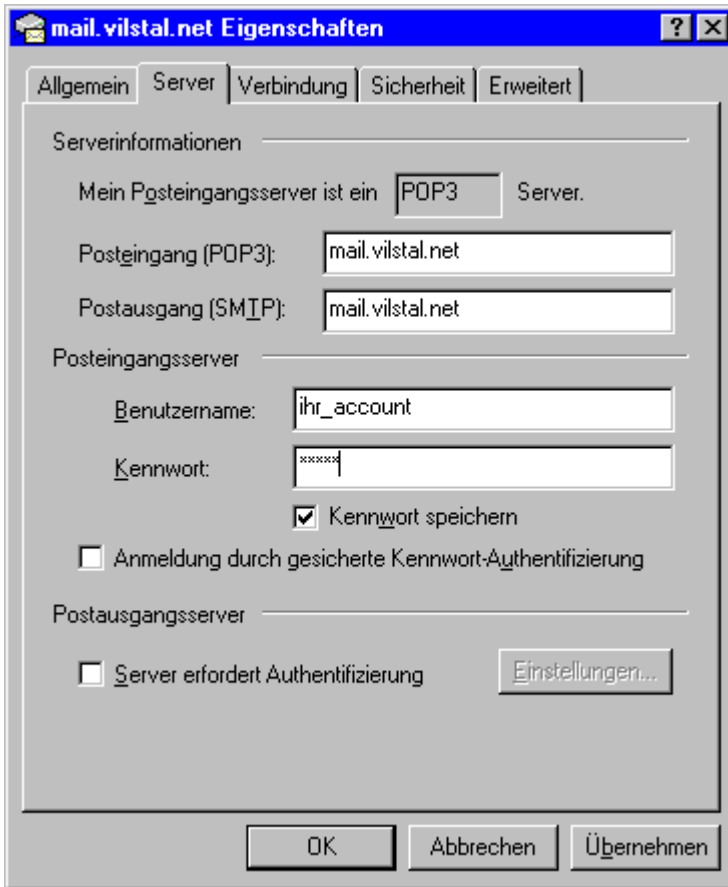 mail.vilstal.net Eigenschaften
Allgemein Server Verbindung Sicherheit Erweitert
Serverinformationen
Mein Posteingangsserver ist ein POP3 Server.
Posteingang (POP3): mail.vilstal.net
Postausgang (SMTP): mail.vilstal.net
Posteingangsserver
Benutzername: ihr_account
Kennwort: *****
Kennwort speichern
Anmeldung durch gesicherte Kennwort-Authentifizierung
Postausgangsserver
Server erfordert Authentifizierung Einstellungen...
OK Abbrechen Übernehmen